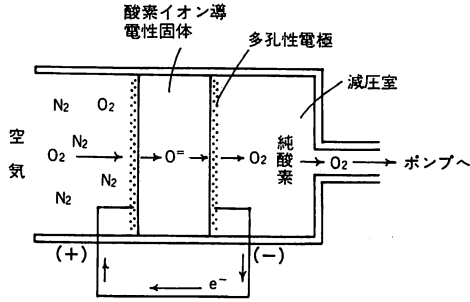 酸素イオン導
電性固体
多孔性電極
減圧室
空気
N₂ O₂
N₂
O₂
N₂
N₂
O⁼
O₂
純酸素
O₂
ポンプへ
(+)
(−)
e⁻